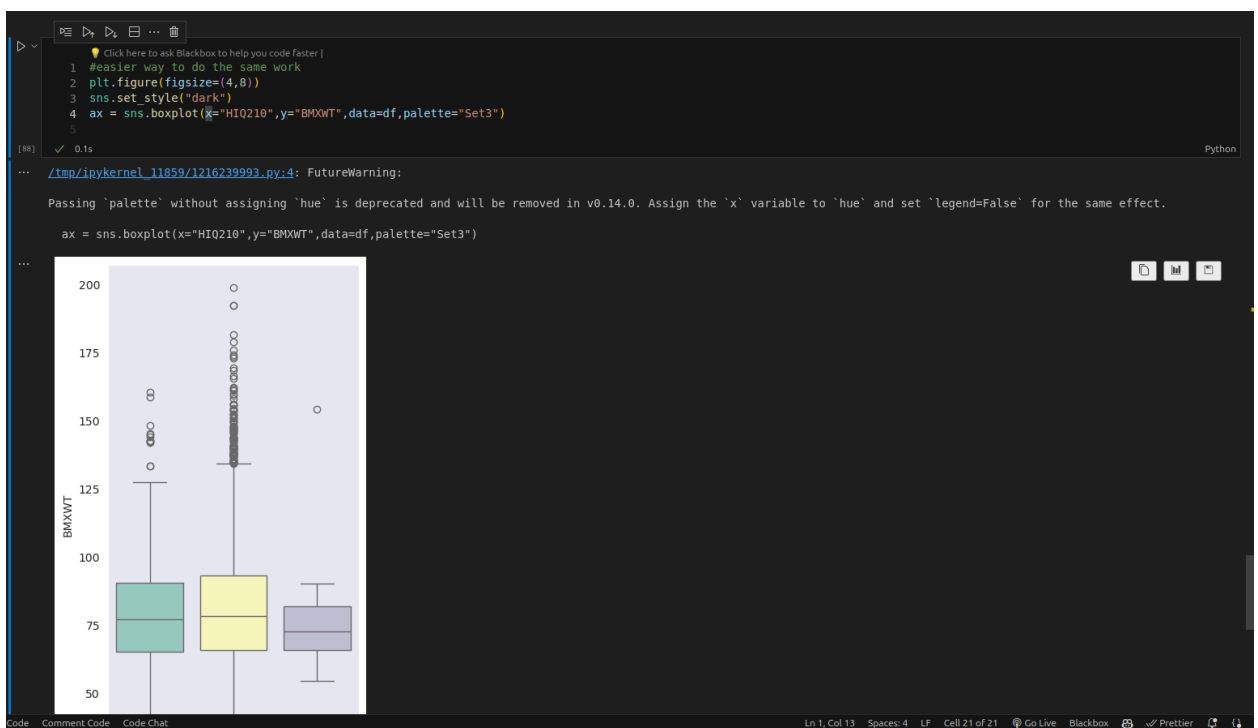 Click here to ask Blackbox to help you code faster |
1 #easier way to do the same work
2 plt.figure(figsize=(4,8))
3 sns.set_style("dark")
4 ax = sns.boxplot(x="HIQ210",y="BMXWT",data=df,palette="Set3")
5
[88] ✓ 0.1s Python
... /tmp/ipykernel_11859/1216239993.py:4: FutureWarning:
Passing `palette` without assigning `hue` is deprecated and will be removed in v0.14.0. Assign the `x` variable to `hue` and set `legend=False` for the same effect.
ax = sns.boxplot(x="HIQ210",y="BMXWT",data=df,palette="Set3")
...
200
175
150
125
BMXWT
100
75
50
Code Comment Code Code Chat Ln 1, Col 13 Spaces: 4 LF Cell 21 of 21 Go Live Blackbox Prettier